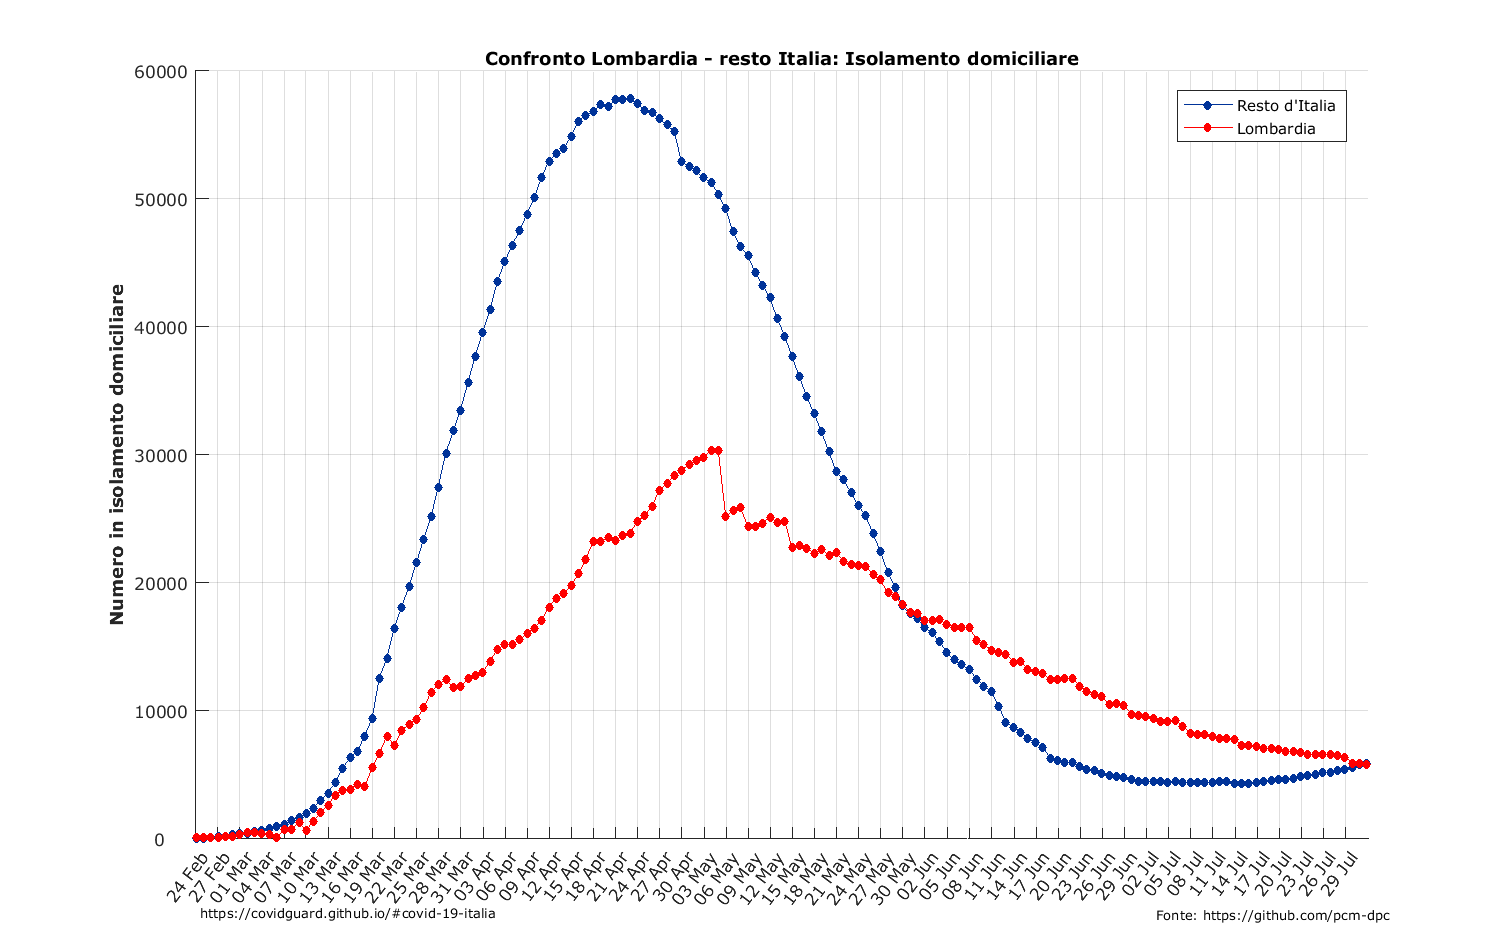 Confronto Lombardia - resto Italia: Isolamento domiciliare
Resto d'Italia
Lombardia
Numero in isolamento domiciliare
60000
50000
40000
30000
20000
10000
0
24 Feb
27 Feb
01 Mar
04 Mar
07 Mar
10 Mar
13 Mar
16 Mar
19 Mar
22 Mar
25 Mar
28 Mar
31 Mar
03 Apr
06 Apr
09 Apr
12 Apr
15 Apr
18 Apr
21 Apr
24 Apr
27 Apr
30 Apr
03 May
06 May
09 May
12 May
15 May
18 May
21 May
24 May
27 May
30 May
02 Jun
05 Jun
08 Jun
11 Jun
14 Jun
17 Jun
20 Jun
23 Jun
26 Jun
29 Jun
02 Jul
05 Jul
08 Jul
11 Jul
14 Jul
17 Jul
20 Jul
23 Jul
26 Jul
29 Jul
https://covidguard.github.io/#covid-19-italia
Fonte: https://github.com/pcm-dpc